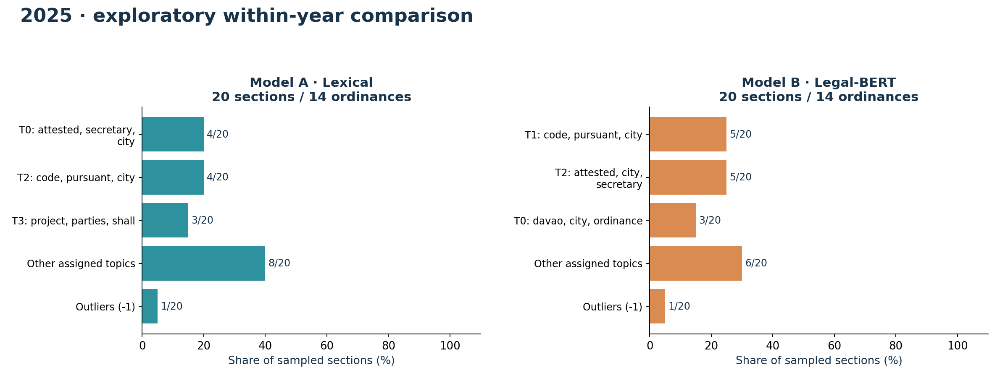 2025 · exploratory within-year comparison
Model A · Lexical
20 sections / 14 ordinances
T0: attested, secretary,
city
4/20
T2: code, pursuant, city
4/20
T3: project, parties, shall
3/20
Other assigned topics
8/20
Outliers (-1)
1/20
0 20 40 60 80 100
Share of sampled sections (%)
Model B · Legal-BERT
20 sections / 14 ordinances
T1: code, pursuant, city
5/20
T2: attested, city,
secretary
5/20
T0: davao, city, ordinance
3/20
Other assigned topics
6/20
Outliers (-1)
1/20
0 20 40 60 80 100
Share of sampled sections (%)